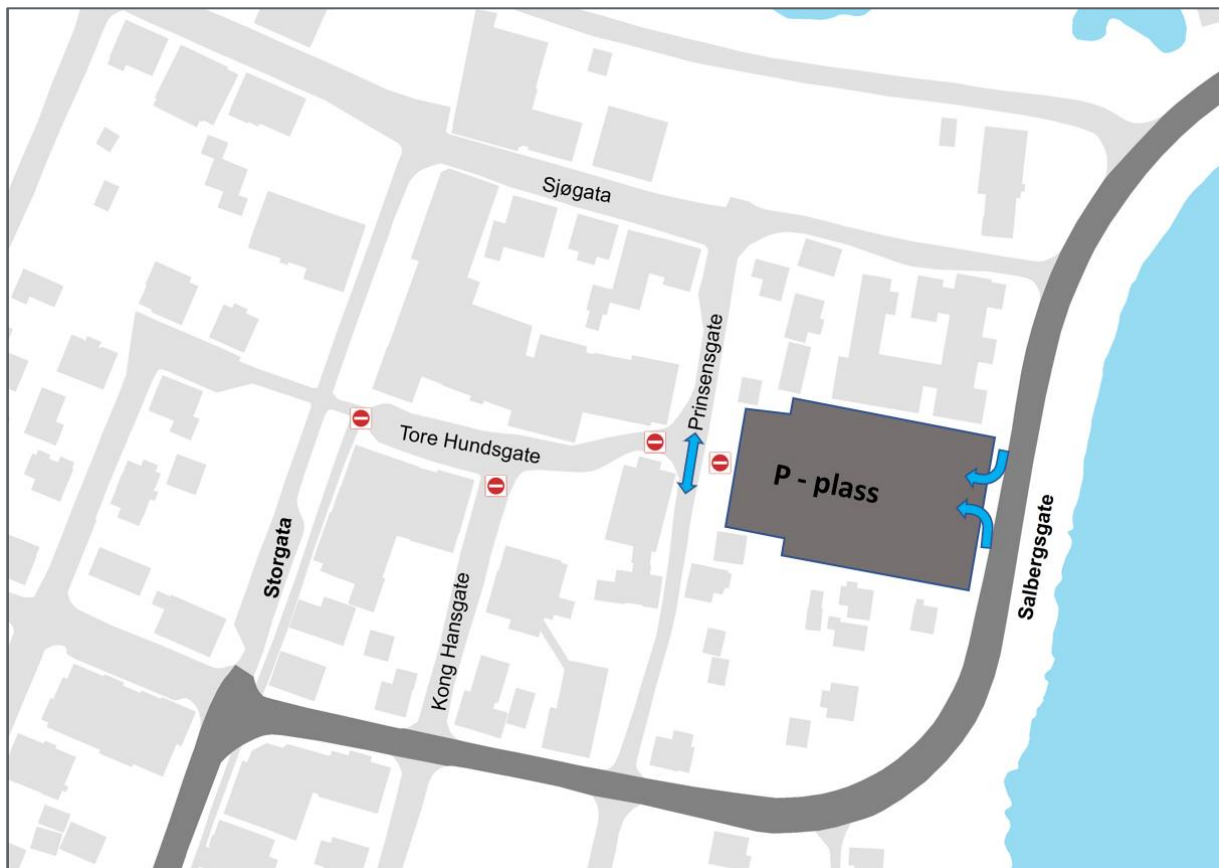 Sjøgata
Prinsensgate
Tore Hundsgate
P - plass
Storgata
Kong Hansgate
Salbergsgate